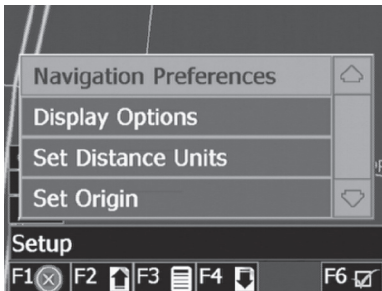 Navigation Preferences
Display Options
Set Distance Units
Set Origin
Setup
F1 F2 F3 F4 F6